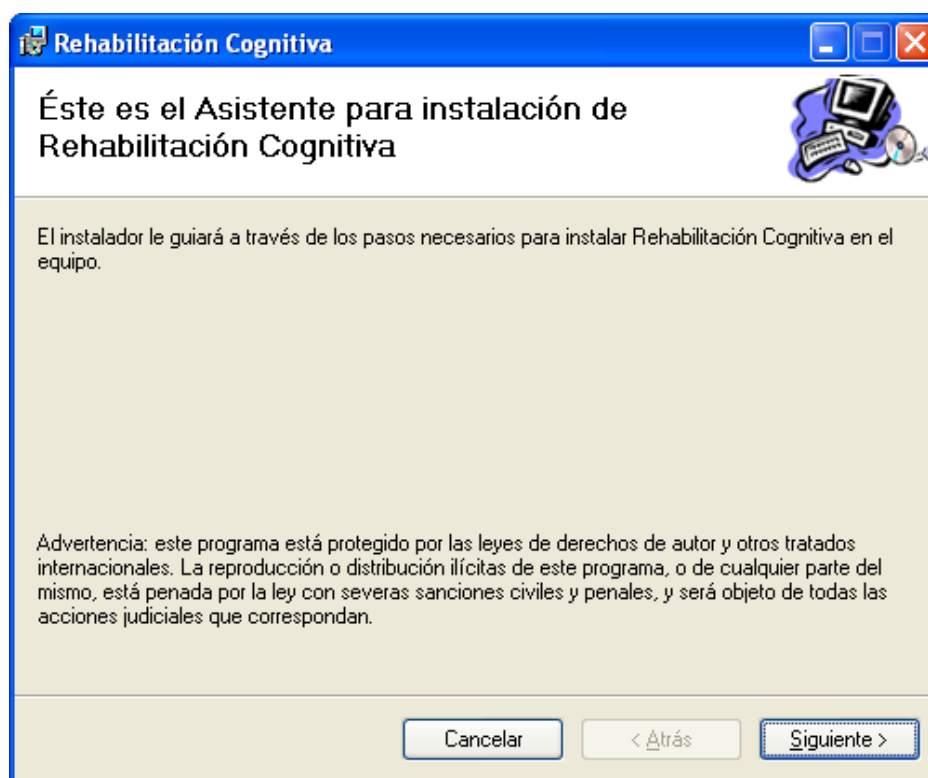 Rehabilitación Cognitiva
Éste es el Asistente para instalación de
Rehabilitación Cognitiva
El instalador le guiará a través de los pasos necesarios para instalar Rehabilitación Cognitiva en el
equipo.
Advertencia: este programa está protegido por las leyes de derechos de autor y otros tratados
internacionales. La reproducción o distribución ilícitas de este programa, o de cualquier parte del
mismo, está penada por la ley con severas sanciones civiles y penales, y será objeto de todas las
acciones judiciales que correspondan.
Cancelar < Atrás Siguiente >